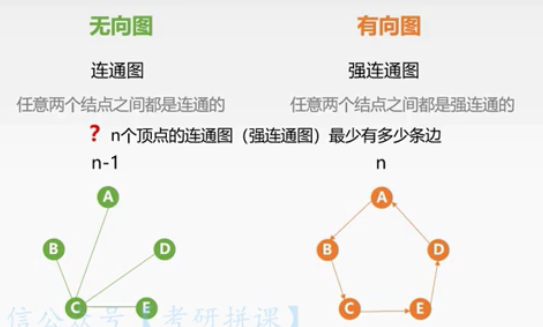 无向图 有向图
连通图 强连通图
任意两个结点之间都是连通的 任意两个结点之间都是强连通的
? n个顶点的连通图（强连通图）最少有多少条边
n-1 n
A A
B D B D
C E C E
信公众号【考研拼课】